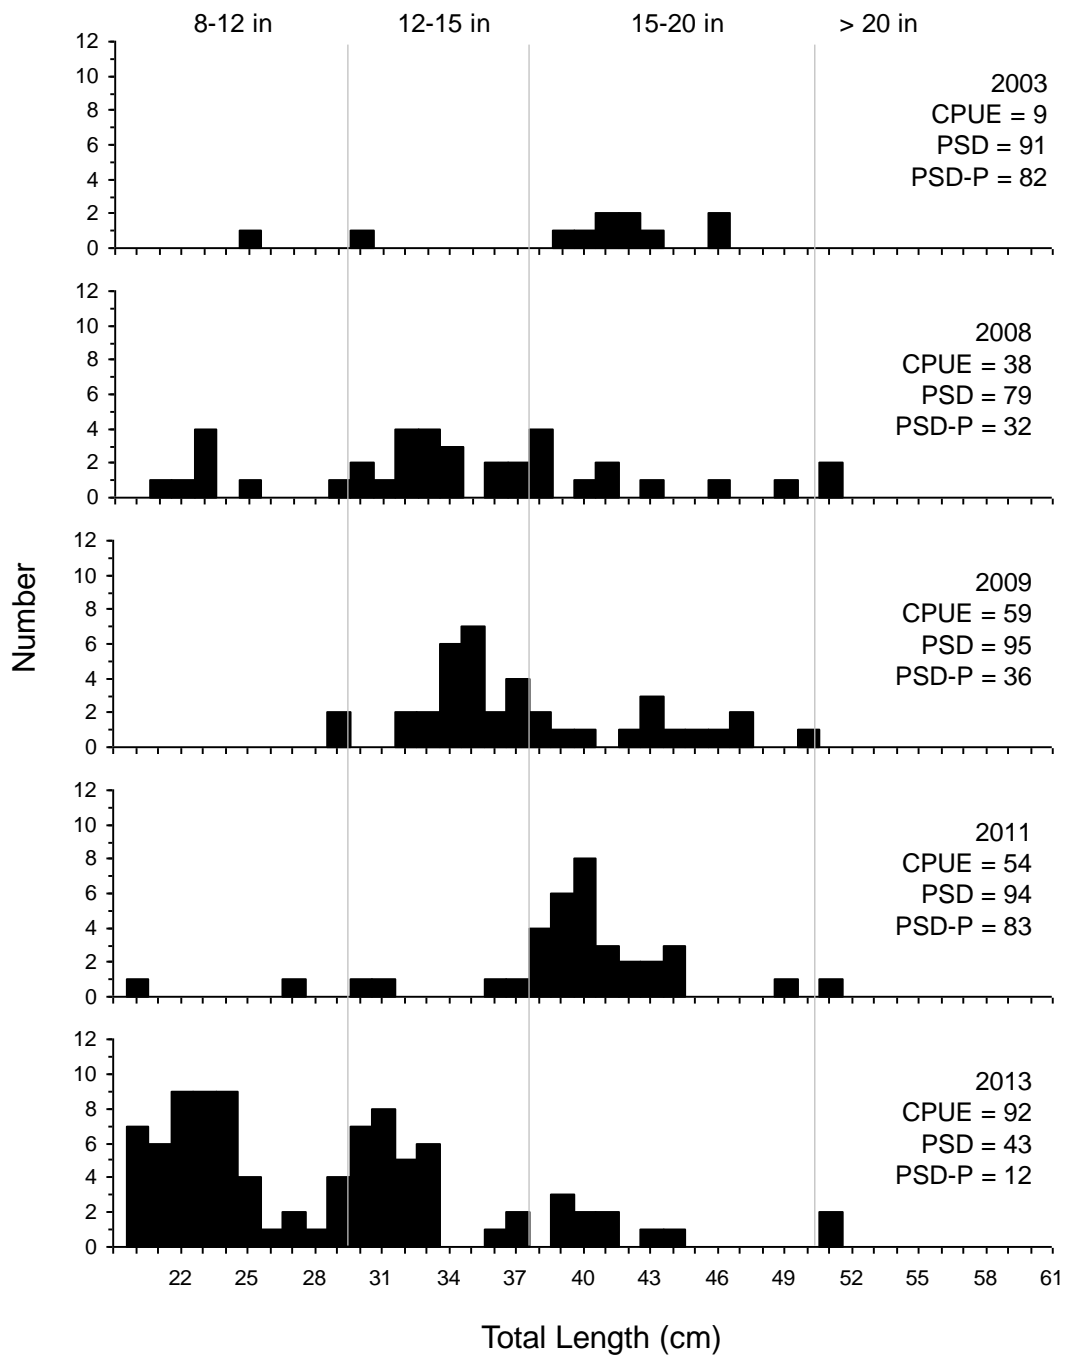 8-12 in 12-15 in 15-20 in > 20 in
12
10
8
6
4
2
0
2003
CPUE = 9
PSD = 91
PSD-P = 82
12
10
8
6
4
2
0
2008
CPUE = 38
PSD = 79
PSD-P = 32
Number
12
10
8
6
4
2
0
2009
CPUE = 59
PSD = 95
PSD-P = 36
12
10
8
6
4
2
0
2011
CPUE = 54
PSD = 94
PSD-P = 83
12
10
8
6
4
2
0
2013
CPUE = 92
PSD = 43
PSD-P = 12
22 25 28 31 34 37 40 43 46 49 52 55 58 61
Total Length (cm)